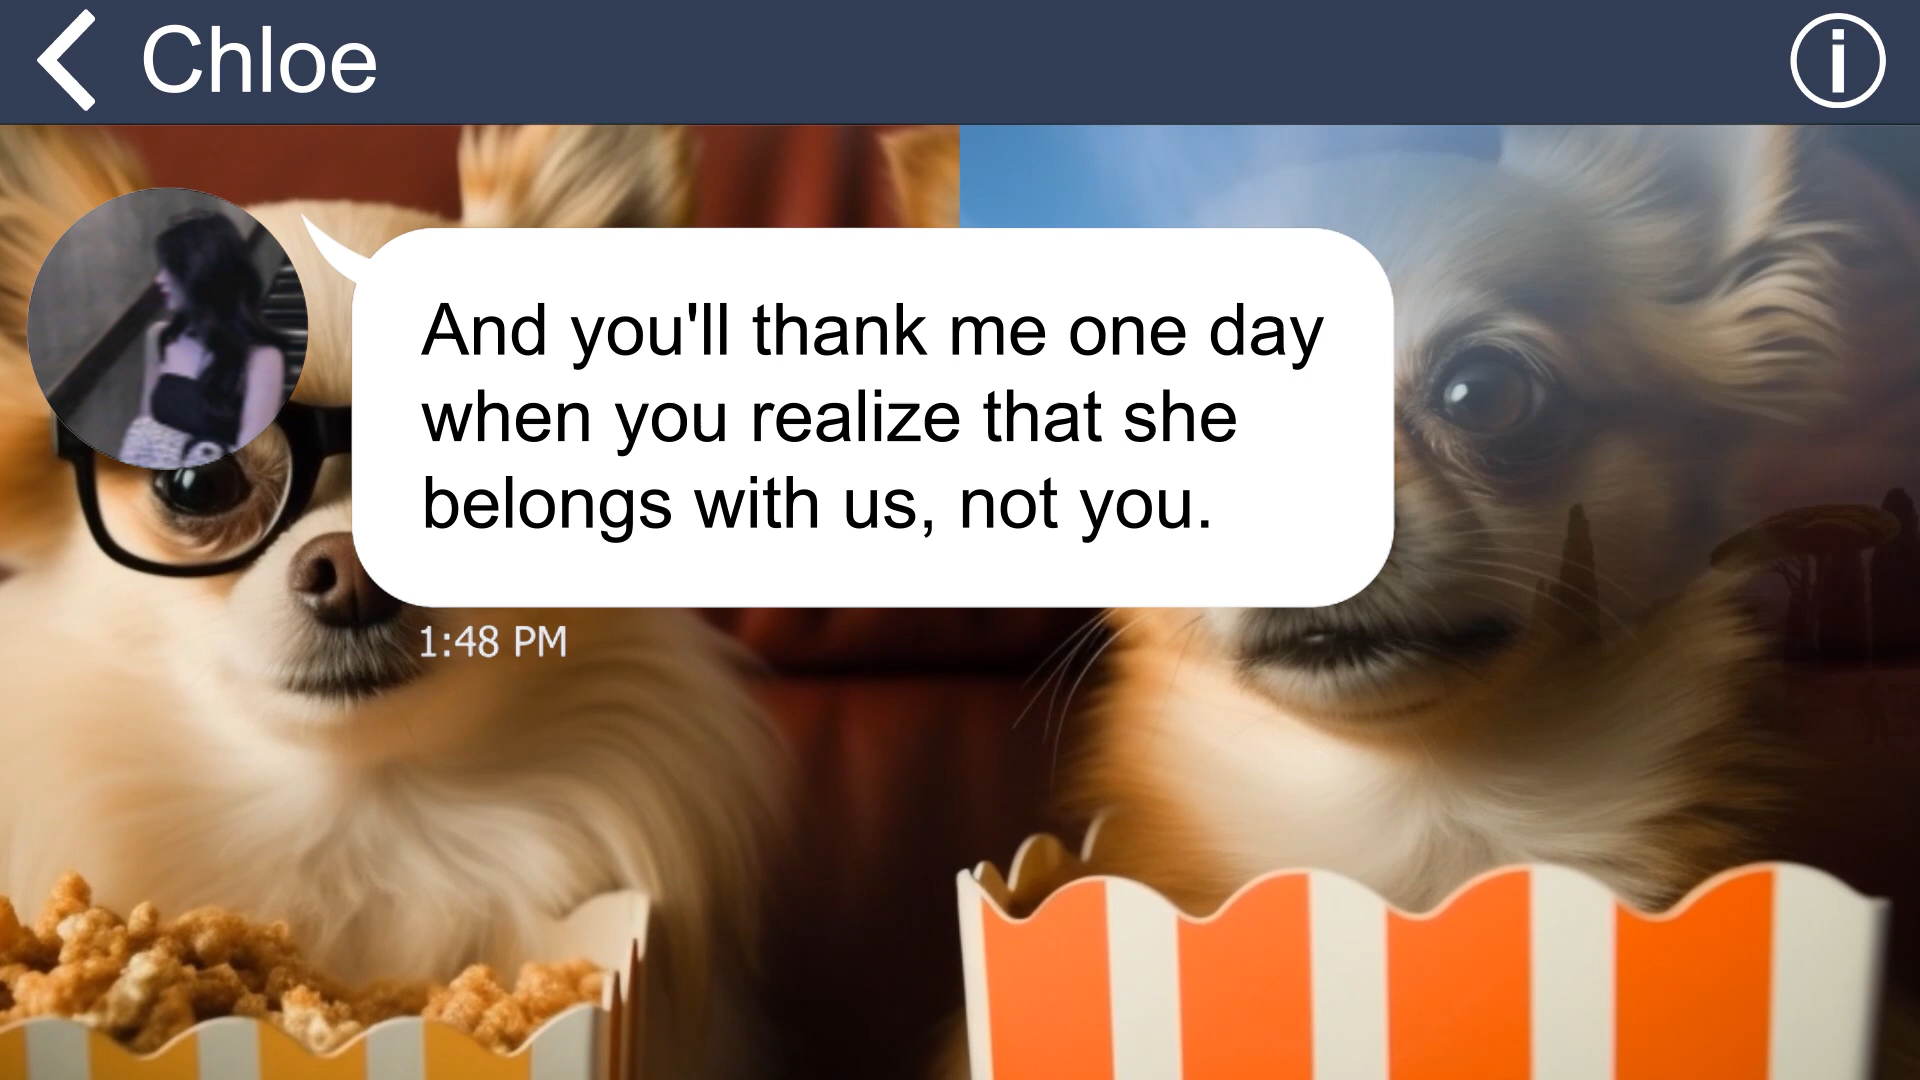 Chloe
And you'll thank me one day
when you realize that she
belongs with us, not you.
1:48 PM